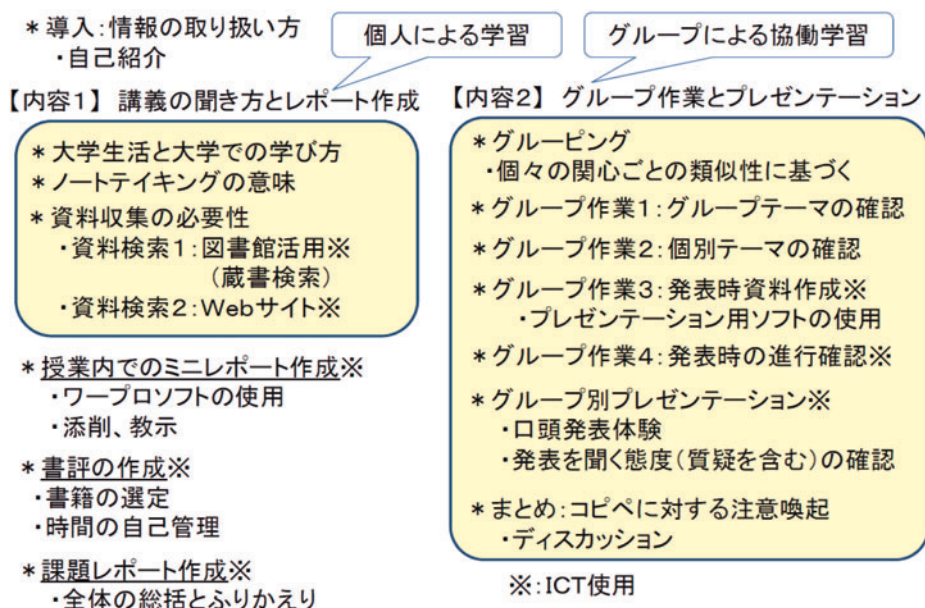 ＊導入：情報の取り扱い方
・自己紹介
個人による学習
【内容１】 講義の聞き方とレポート作成
＊大学生活と大学での学び方
＊ノートテイキングの意味
＊資料収集の必要性
・資料検索１：図書館活用※
（蔵書検索）
・資料検索２：Ｗｅｂサイト※
＊授業内でのミニレポート作成※
・ワープロソフトの使用
・添削、教示
＊書評の作成※
・書籍の選定
・時間の自己管理
＊課題レポート作成※
・全体の総括とふりかえり
グループによる協働学習
【内容２】 グループ作業とプレゼンテーション
＊グルーピング
・個々の関心ごとの類似性に基づく
＊グループ作業１：グループテーマの確認
＊グループ作業２：個別テーマの確認
＊グループ作業３：発表時資料作成※
・プレゼンテーション用ソフトの使用
＊グループ作業４：発表時の進行確認※
＊グループ別プレゼンテーション※
・口頭発表体験
・発表を聞く態度（質疑を含む）の確認
＊まとめ：コピペに対する注意喚起
・ディスカッション
※：ICT使用